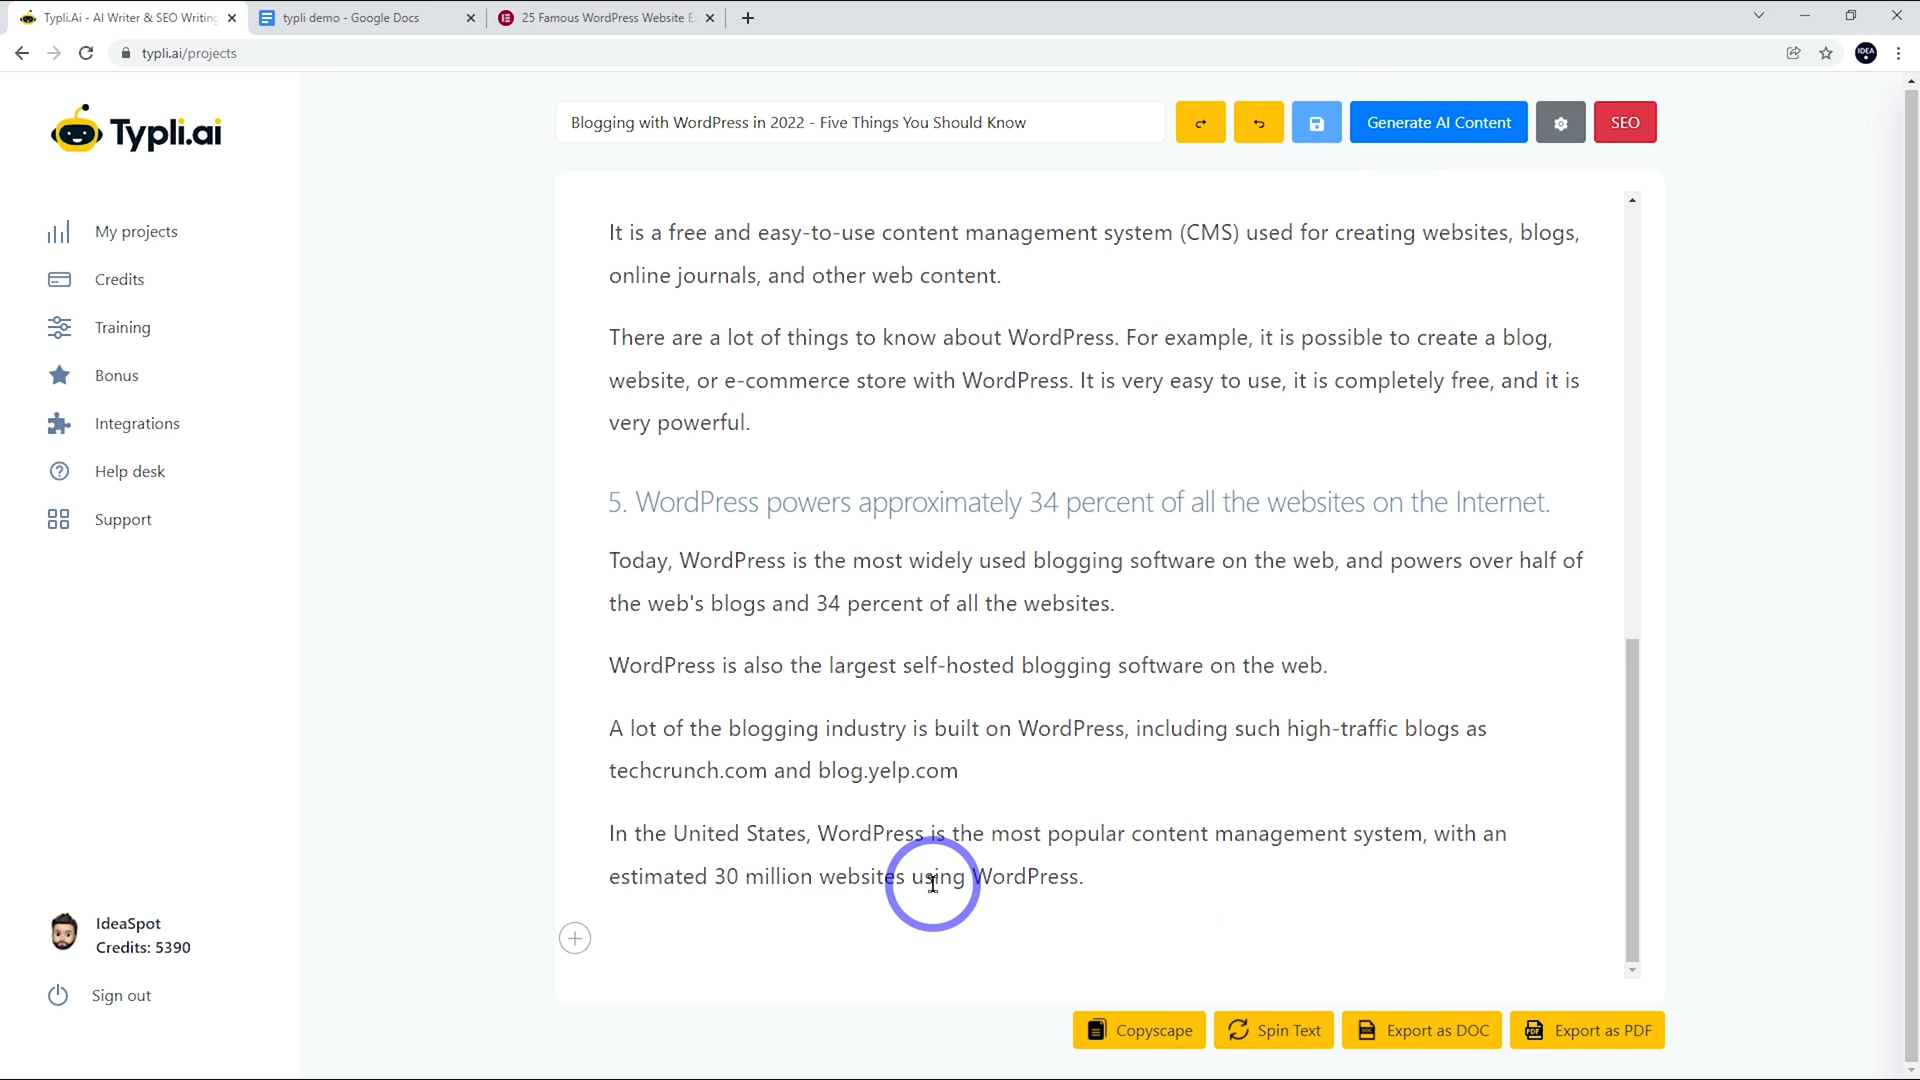 Typli.Ai - AI Writer & SEO Writing
typli demo - Google Docs
25 Famous WordPress Website E
typli.ai/projects
IDEA
Typli.ai
Blogging with WordPress in 2022 - Five Things You Should Know
Generate AI Content
SEO
My projects
Credits
Training
Bonus
Integrations
Help desk
Support
It is a free and easy-to-use content management system (CMS) used for creating websites, blogs,
online journals, and other web content.
There are a lot of things to know about WordPress. For example, it is possible to create a blog,
website, or e-commerce store with WordPress. It is very easy to use, it is completely free, and it is
very powerful.
5. WordPress powers approximately 34 percent of all the websites on the Internet.
Today, WordPress is the most widely used blogging software on the web, and powers over half of
the web's blogs and 34 percent of all the websites.
WordPress is also the largest self-hosted blogging software on the web.
A lot of the blogging industry is built on WordPress, including such high-traffic blogs as
techcrunch.com and blog.yelp.com
In the United States, WordPress is the most popular content management system, with an
estimated 30 million websites using WordPress.
IdeaSpot
Credits: 5390
Sign out
Copyscape
Spin Text
Export as DOC
PDF
Export as PDF